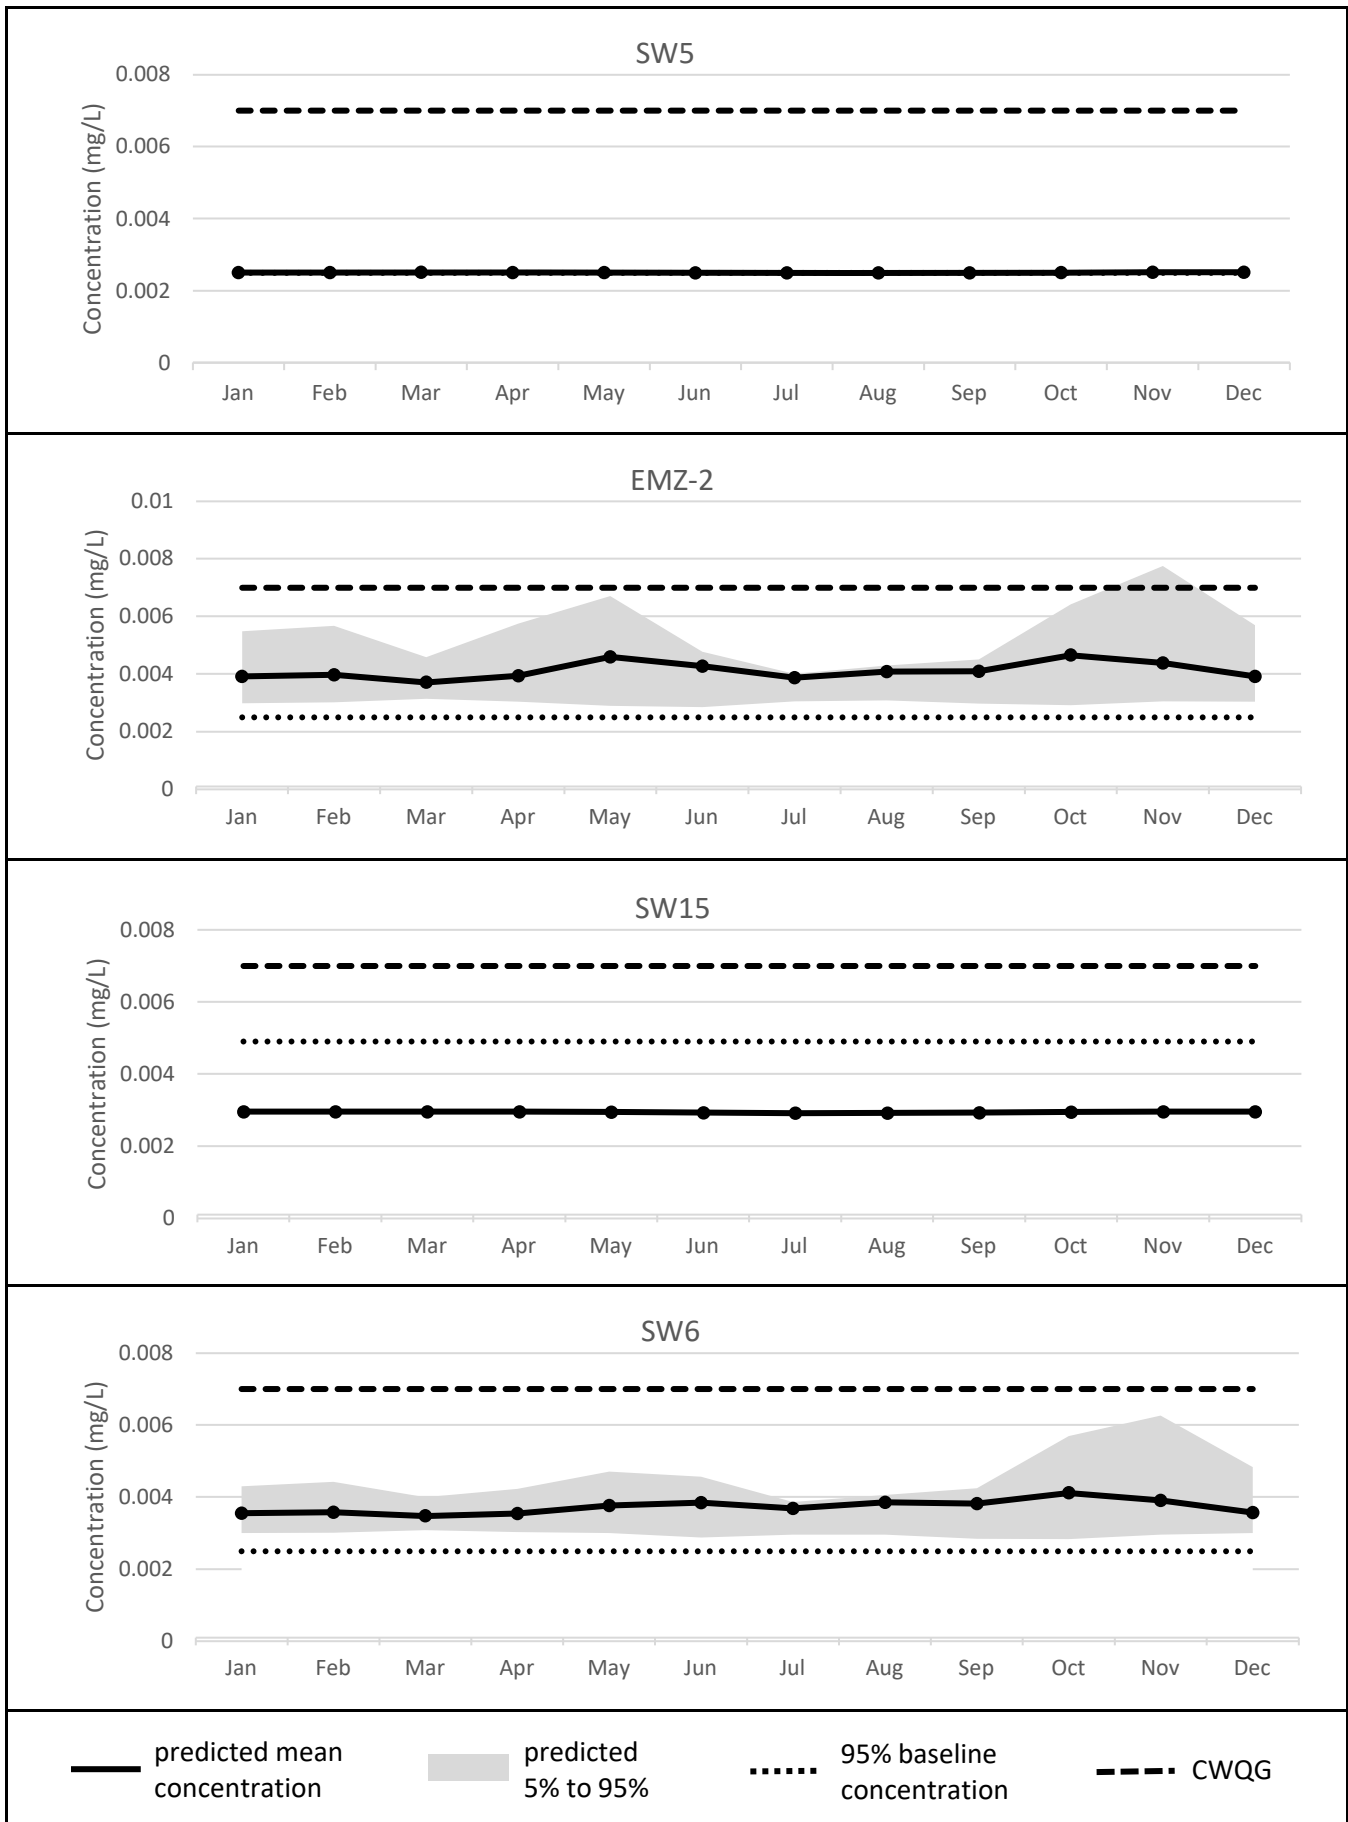 SW5
Concentration (mg/L)
0.008
0.006
0.004
0.002
0
Jan Feb Mar Apr May Jun Jul Aug Sep Oct Nov Dec
EMZ-2
Concentration (mg/L)
0.01
0.008
0.006
0.004
0.002
0
Jan Feb Mar Apr May Jun Jul Aug Sep Oct Nov Dec
SW15
Concentration (mg/L)
0.008
0.006
0.004
0.002
0
Jan Feb Mar Apr May Jun Jul Aug Sep Oct Nov Dec
SW6
Concentration (mg/L)
0.008
0.006
0.004
0.002
0
Jan Feb Mar Apr May Jun Jul Aug Sep Oct Nov Dec
predicted mean
concentration
predicted
5% to 95%
95% baseline
concentration
CWQG